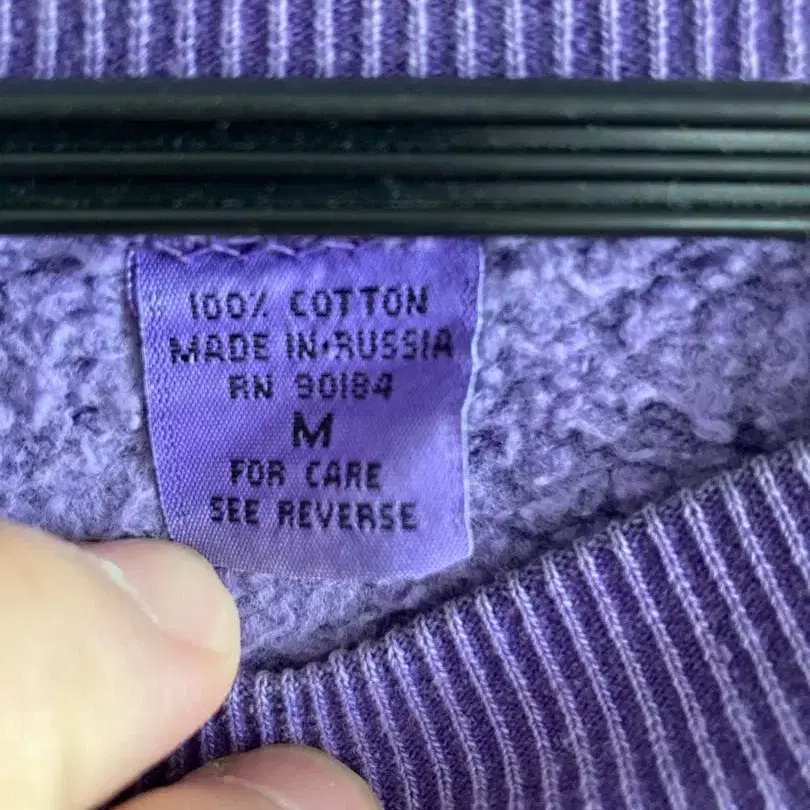 100% COTTON
MADE IN RUSSIA
RN 90184
M
FOR CARE
SEE REVERSE